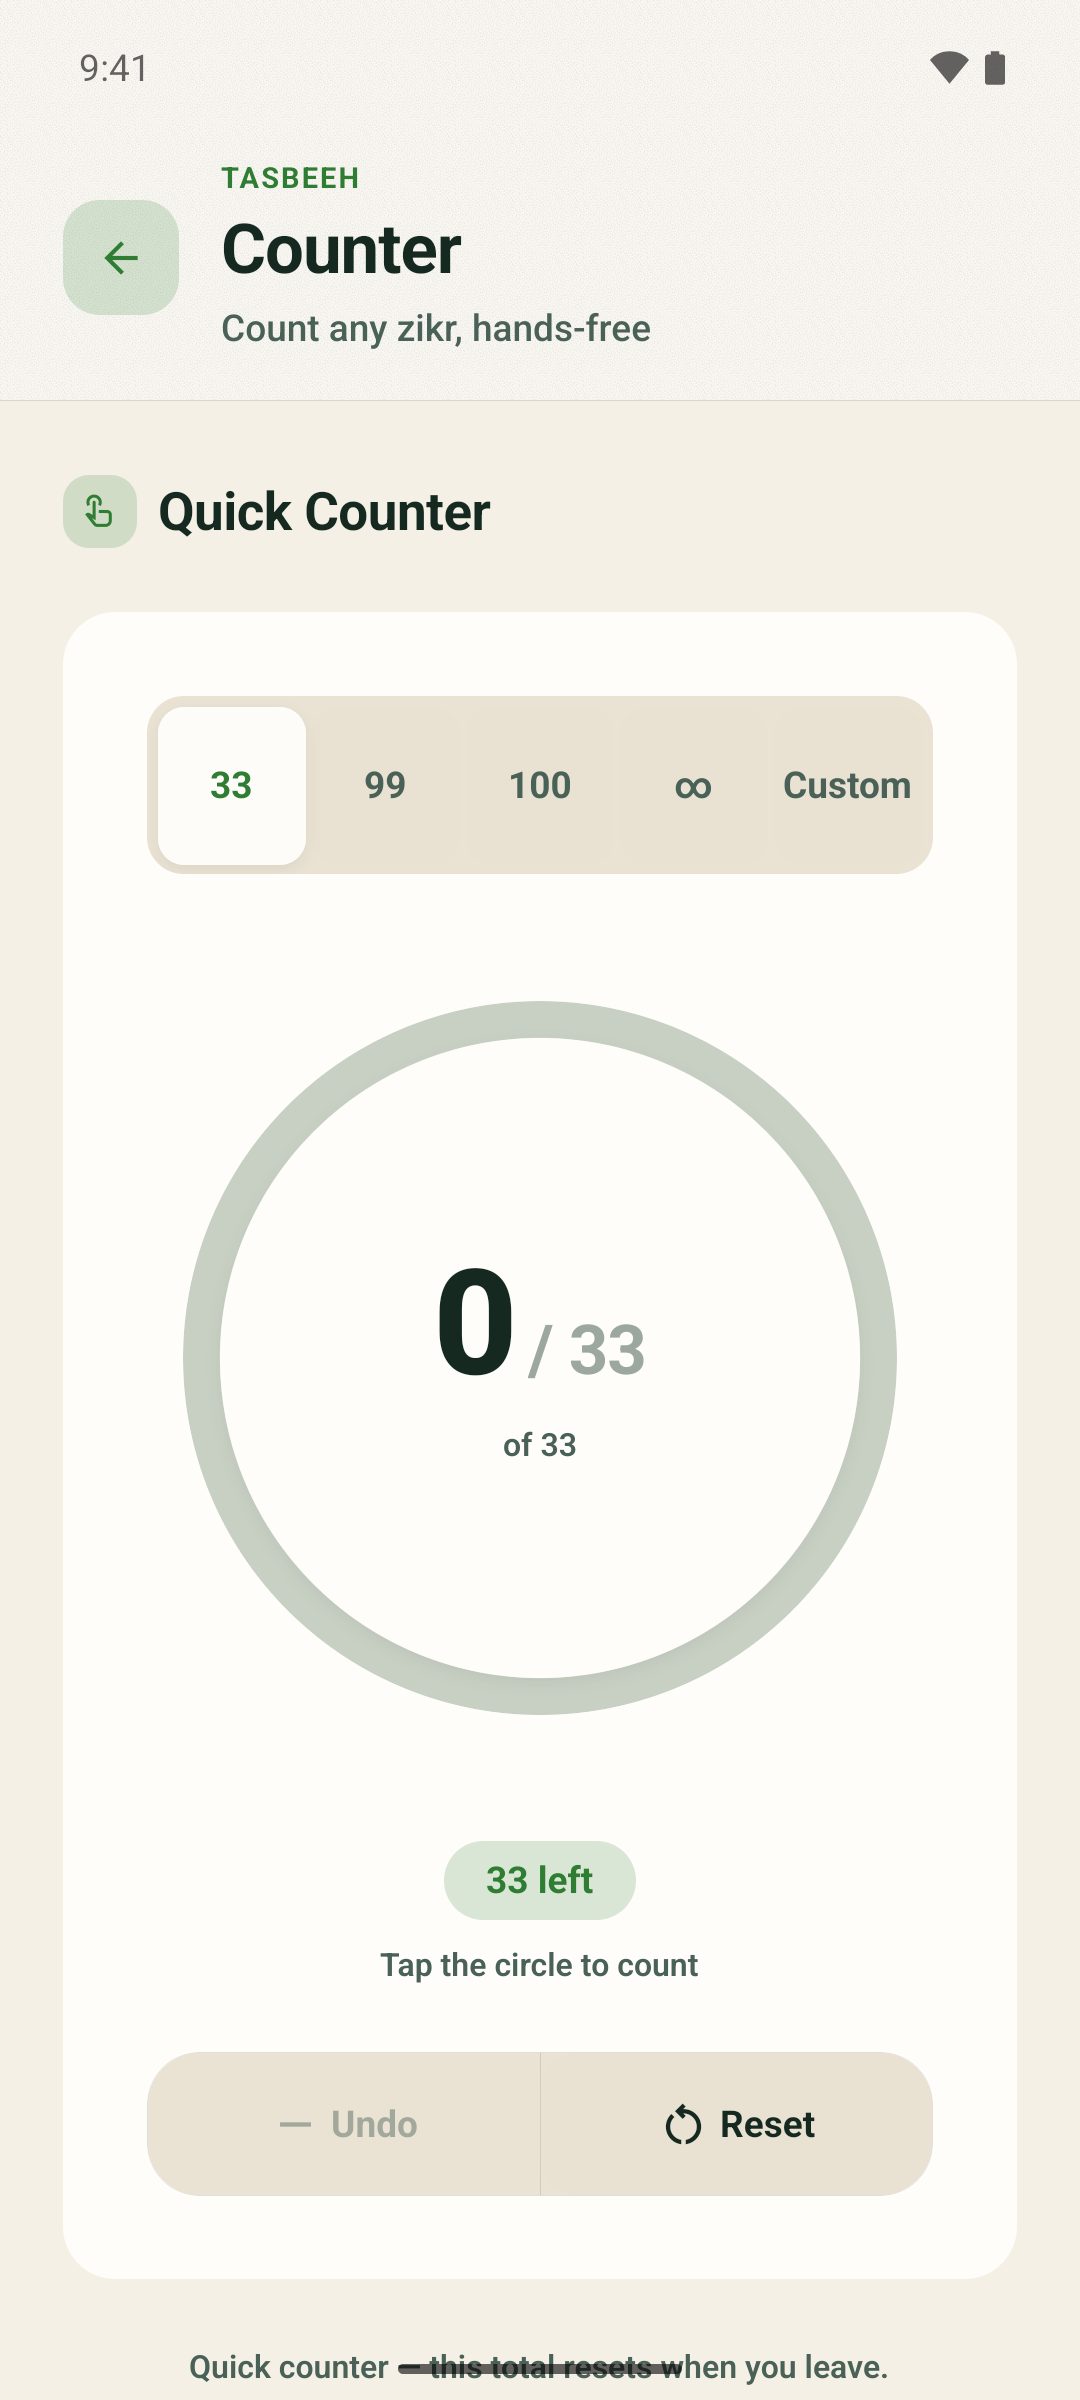 9:41
TASBEEH
Counter
Count any zikr, hands-free
Quick Counter
33 99 100 ∞ Custom
0 / 33
of 33
33 left
Tap the circle to count
Undo Reset
Quick counter — this total resets when you leave.